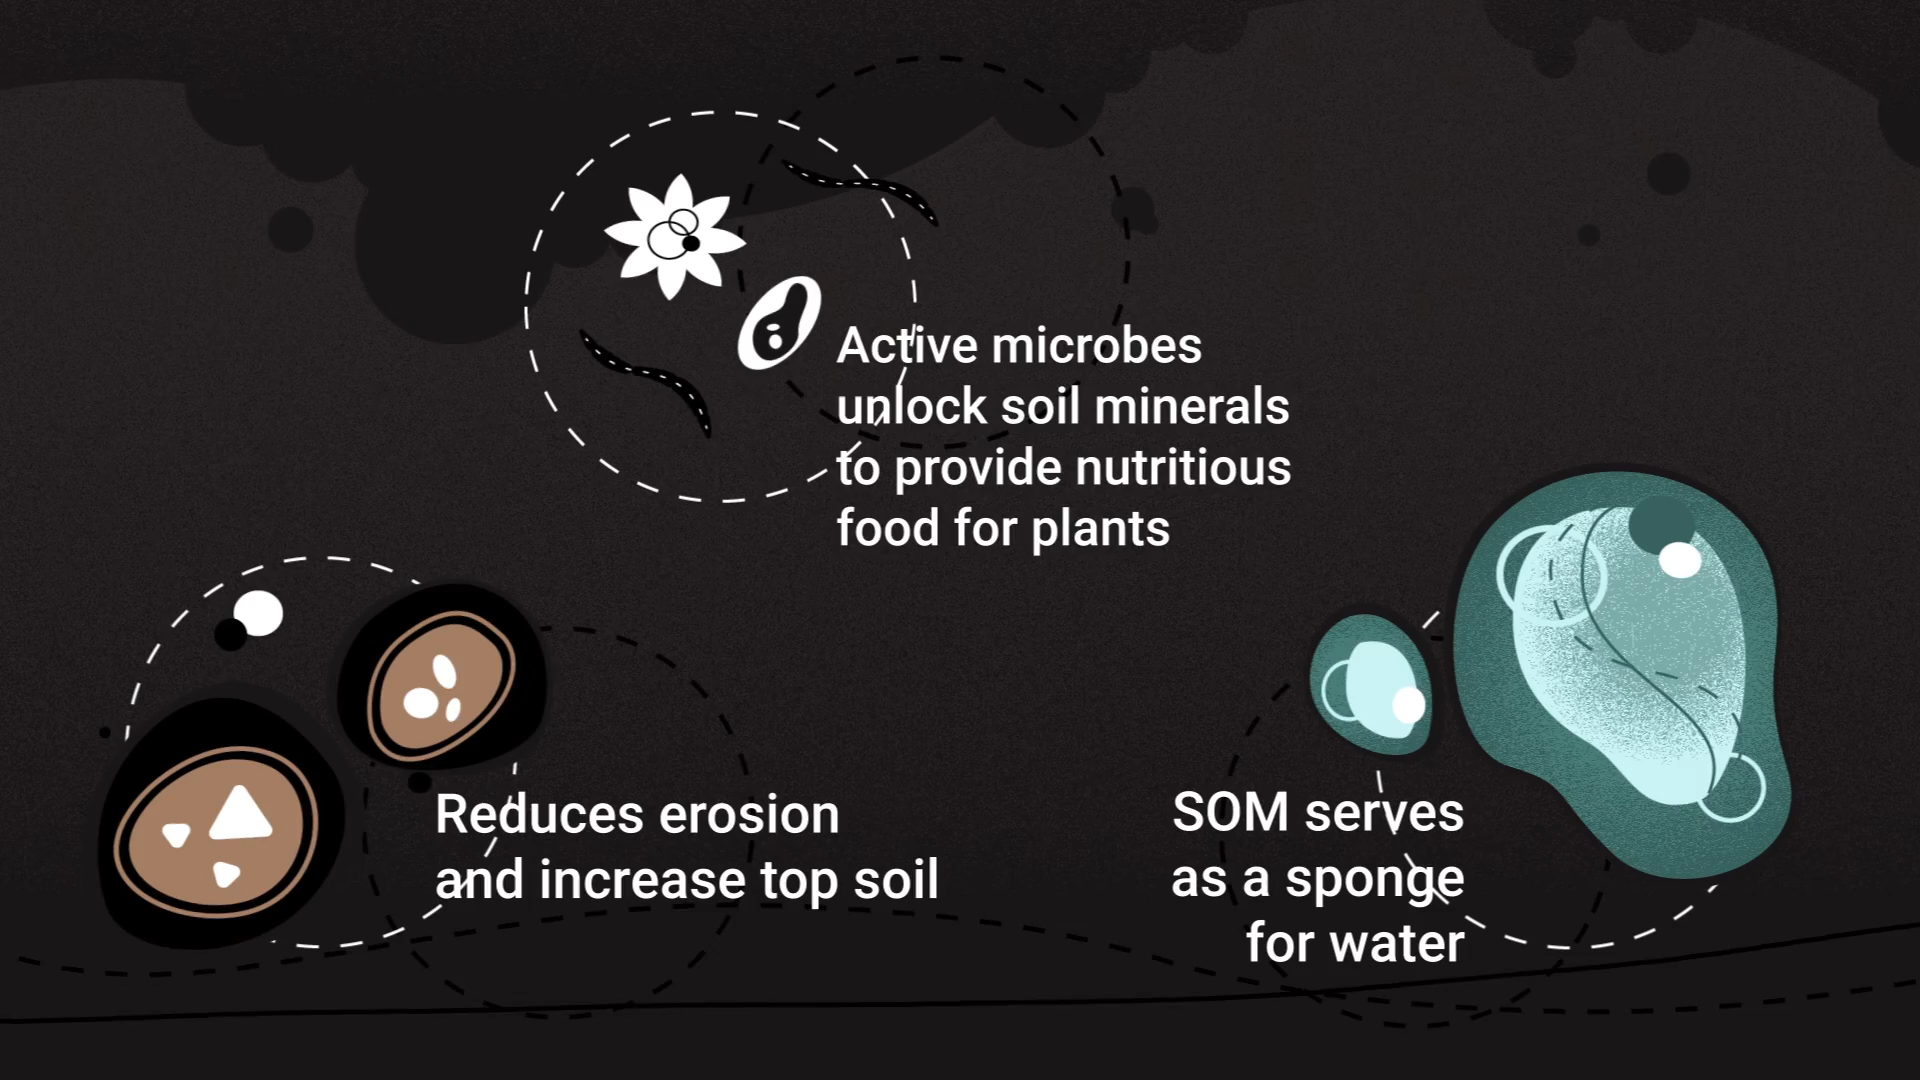 Active microbes
unlock soil minerals
to provide nutritious
food for plants
Reduces erosion
and increase top soil
SOM serves
as a sponge
for water